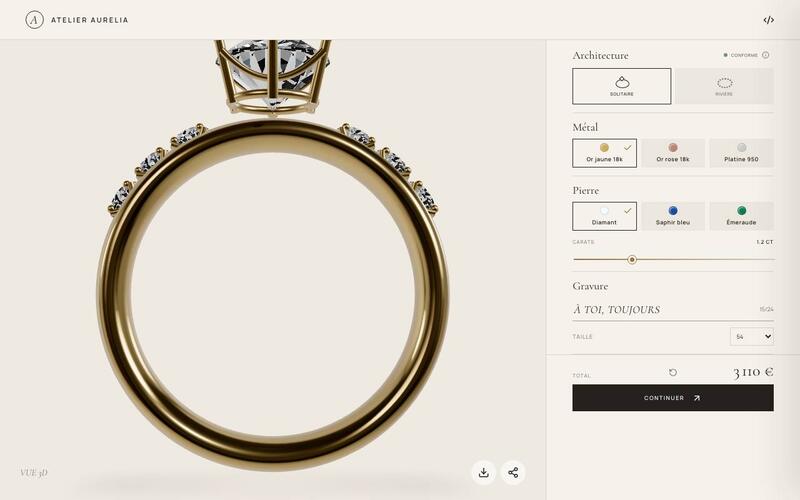 A ATELIER AURELIA
</>
Architecture
CONFORME
SOLITAIRE
RIVIÈRE
Métal
Or jaune 18k
Or rose 18k
Platine 950
Pierre
Diamant
Saphir bleu
Émeraude
CARATS
1.2 CT
Gravure
À TOI, TOUJOURS
15/24
TAILLE
54
TOTAL
3 110 €
CONTINUER
VUE 3D